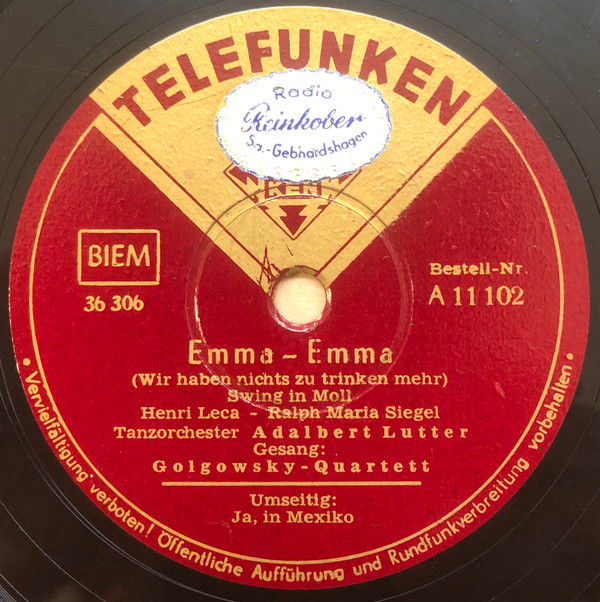 TELEFUNKEN
Radio
Reinkober
Sz.-Gebhardshagen
KEN
BIEM
36 306
Bestell-Nr.
A 11 102
Emma – Emma
(Wir haben nichts zu trinken mehr)
Swing in Moll
Henri Leca – Ralph Maria Siegel
Tanzorchester Adalbert Lutter
Gesang:
Golgowsky-Quartett
Umseitig:
Ja, in Mexiko
• Vervielfältigung verboten! Öffentliche Aufführung und Rundfunkverbreitung vorbehalten •